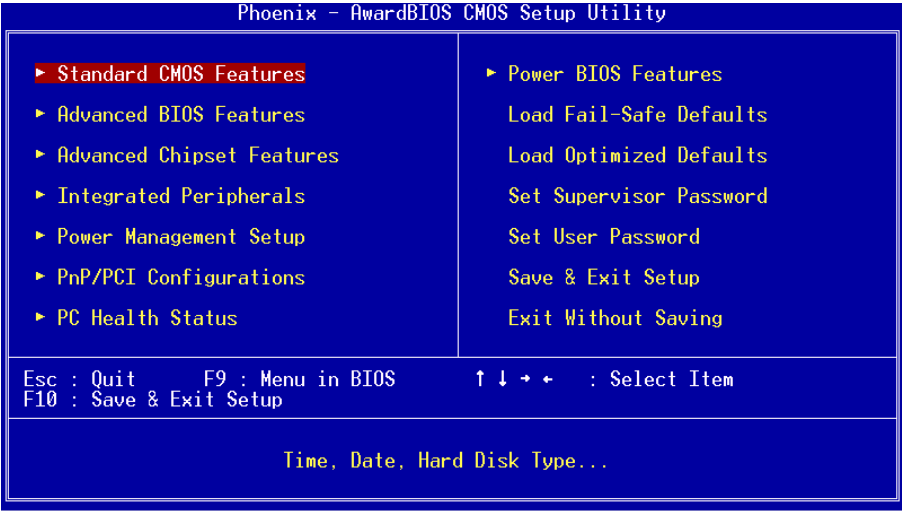 Phoenix - AwardBIOS CMOS Setup Utility
► Standard CMOS Features
► Advanced BIOS Features
► Advanced Chipset Features
► Integrated Peripherals
► Power Management Setup
► PnP/PCI Configurations
► PC Health Status
► Power BIOS Features
Load Fail-Safe Defaults
Load Optimized Defaults
Set Supervisor Password
Set User Password
Save & Exit Setup
Exit Without Saving
Esc : Quit F9 : Menu in BIOS ↑ ↓ → ← : Select Item
F10 : Save & Exit Setup
Time, Date, Hard Disk Type...